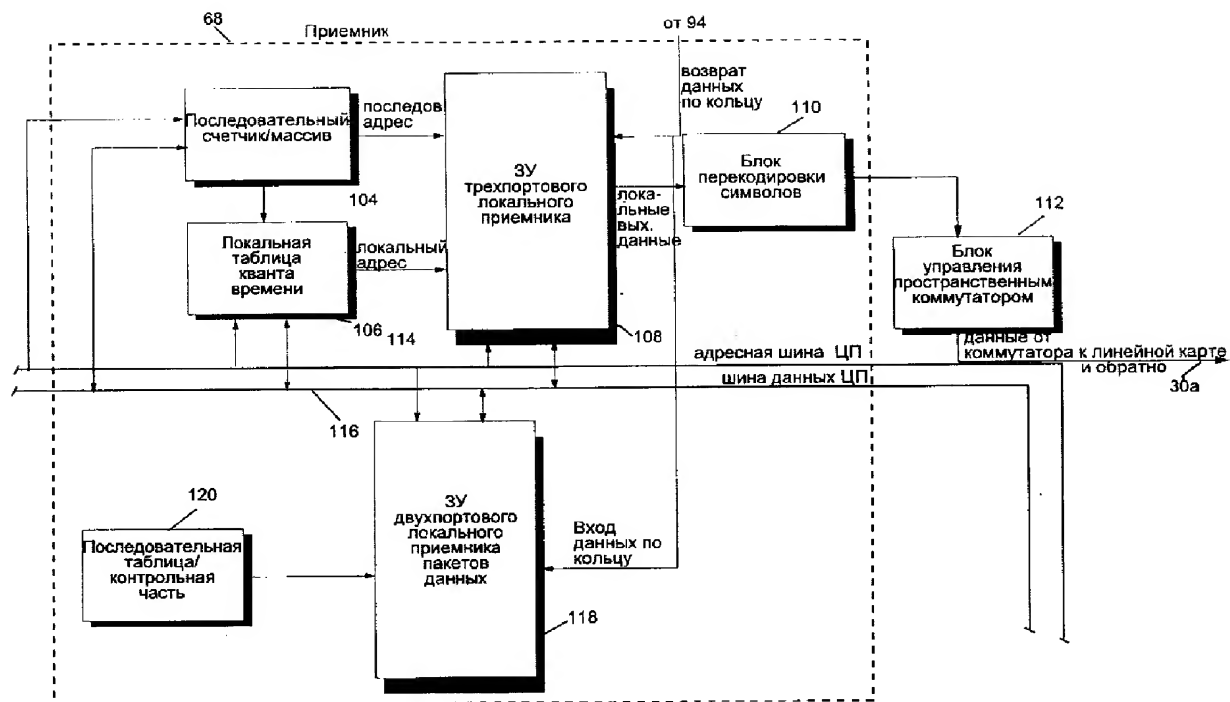 68
Приемник
от 94
возврат
данных
по кольцу
110
Последовательный
счетчик/массив
последов
адрес
ЗУ
трехпортового
локального
приемника
Блок
перекодировки
символов
104
локальные
вых.
данные
112
Локальная
таблица
кванта
времени
локальный
адрес
Блок
управления
пространственным
коммутатором
106
114
108
адресная шина ЦП
данные от
коммутатора к линейной карте
и обратно
30a
шина данных ЦП
116
120
ЗУ
двухпортового
локального
приемника
пакетов
данных
Вход
данных по
кольцу
Последовательная
таблица/
контрольная
часть
118